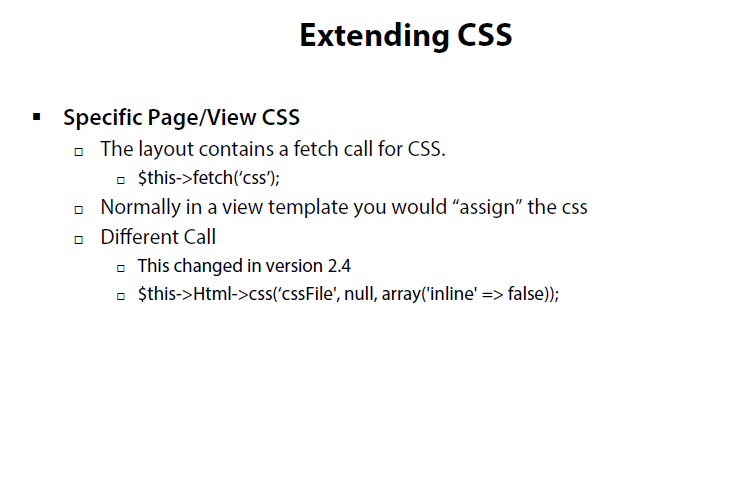 Extending CSS
Specific Page/View CSS
The layout contains a fetch call for CSS.
$this->fetch(‘css’);
Normally in a view template you would “assign” the css
Different Call
This changed in version 2.4
$this->Html->css(‘cssFile', null, array('inline' => false));